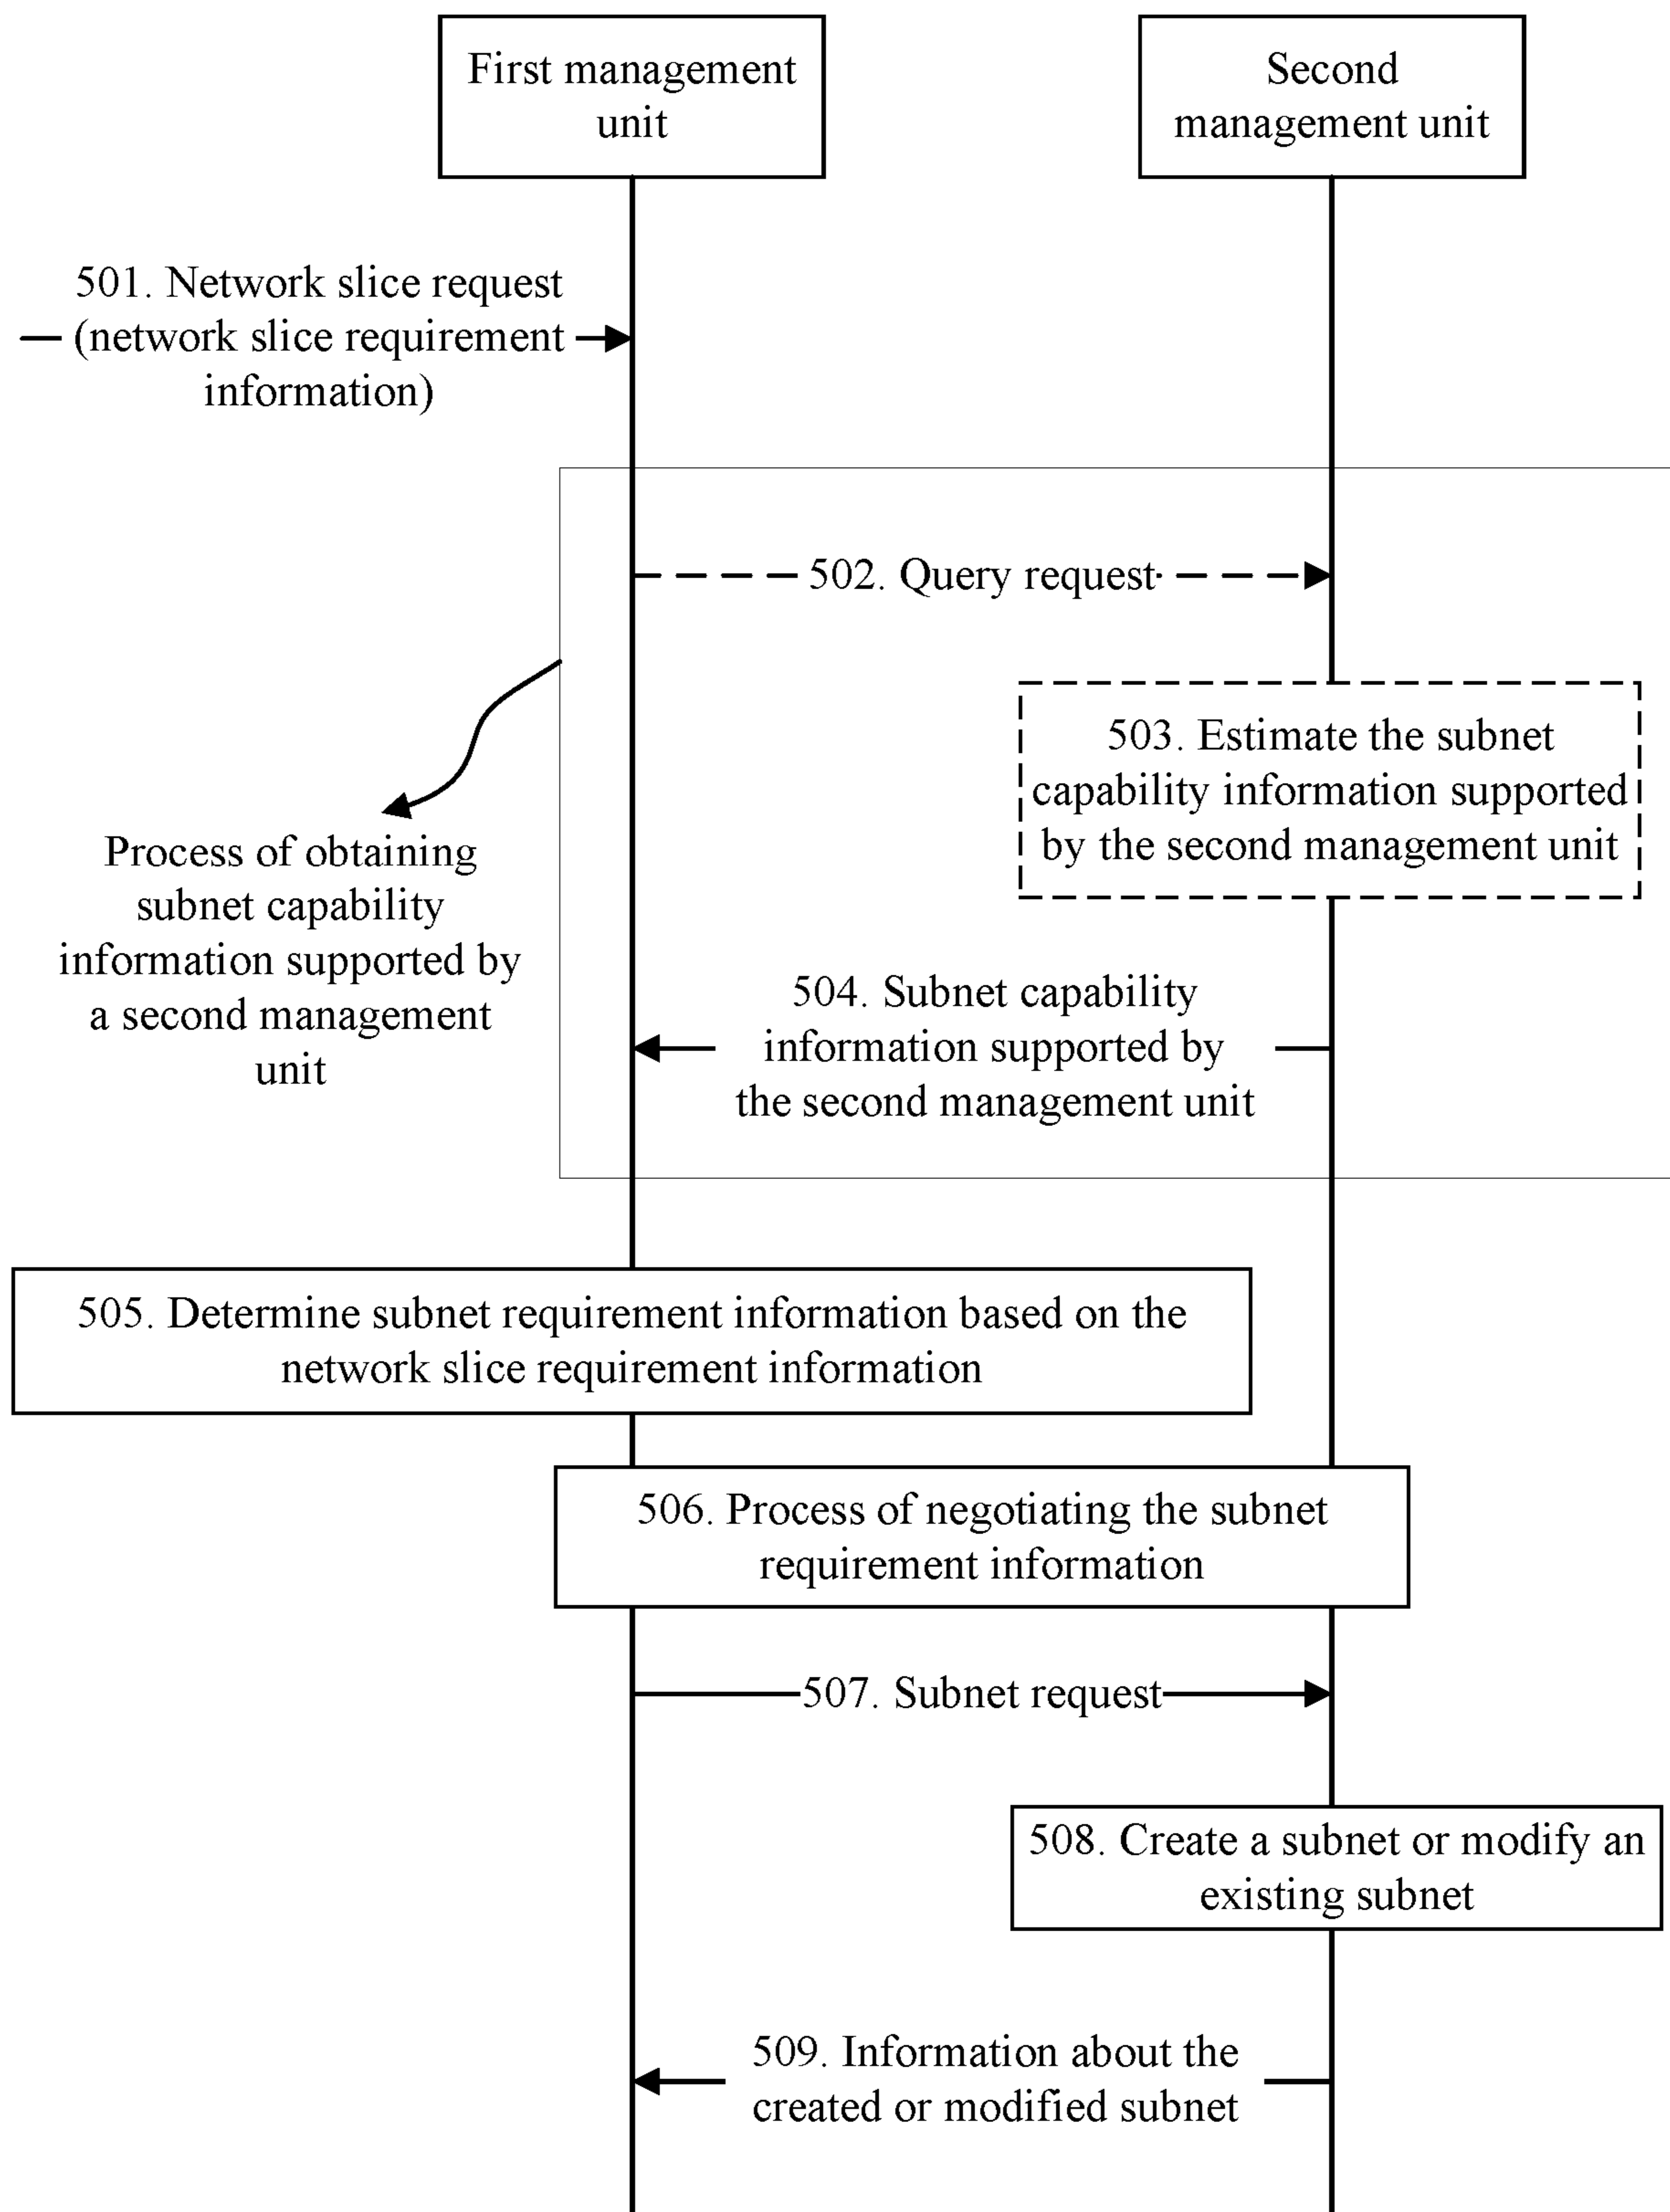 First management
unit
Second
management unit
501. Network slice request
(network slice requirement
information)
502. Query request
503. Estimate the subnet
capability information supported
by the second management unit
Process of obtaining
subnet capability
information supported by
a second management
unit
504. Subnet capability
information supported by
the second management unit
505. Determine subnet requirement information based on the
network slice requirement information
506. Process of negotiating the subnet
requirement information
507. Subnet request
508. Create a subnet or modify an
existing subnet
509. Information about the
created or modified subnet